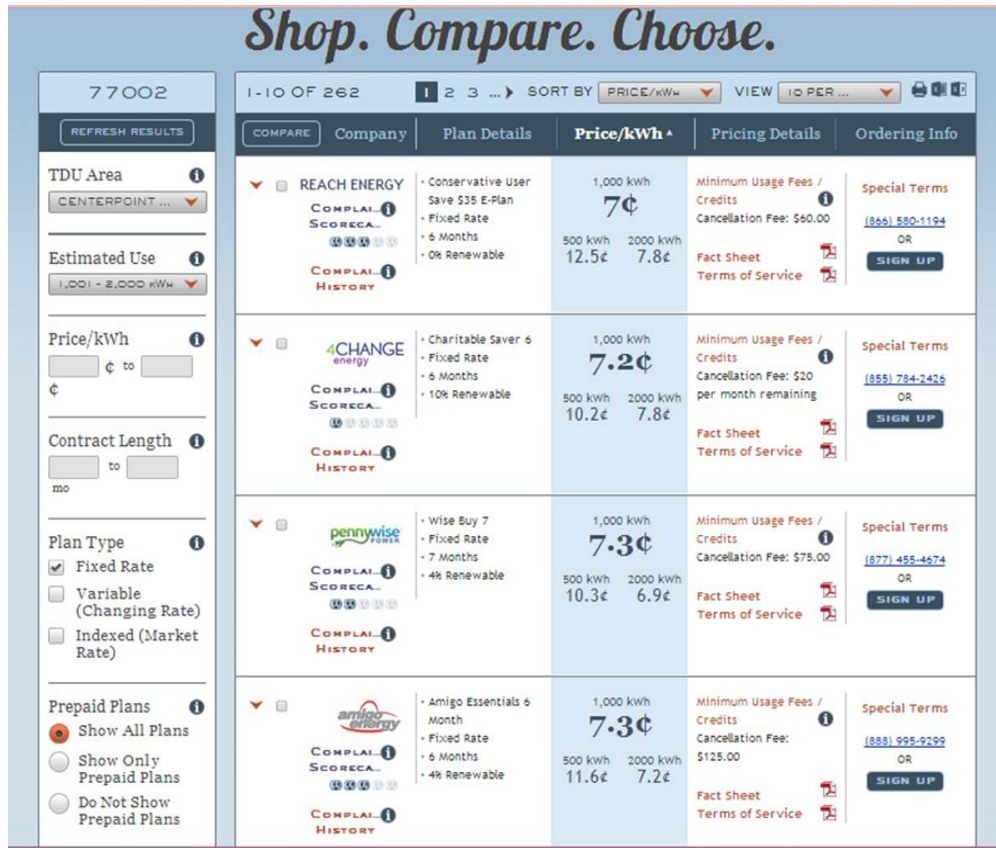 Shop. Compare. Choose.
77002
REFRESH RESULTS
TDU Area
CENTERPOINT ...
Estimated Use
1,001 - 2,000 kWh
Price/kWh
¢ to
¢
Contract Length
to
mo
Plan Type
Fixed Rate
Variable
(Changing Rate)
Indexed (Market
Rate)
Prepaid Plans
Show All Plans
Show Only
Prepaid Plans
Do Not Show
Prepaid Plans
1-10 OF 262
1 2 3 ...
SORT BY
PRICE/kWh
VIEW
10 PER ...
COMPARE
Company
Plan Details
Price/kWh
Pricing Details
Ordering Info
REACH ENERGY
Complai...
Scoreca...
Complai...
History
Conservative User
Save $35 E-Plan
Fixed Rate
6 Months
0% Renewable
1,000 kWh
7¢
500 kWh 2000 kWh
12.5¢ 7.8¢
Minimum Usage Fees /
Credits
Cancellation Fee: $60.00
Fact Sheet
Terms of Service
Special Terms
(866) 580-1194
OR
SIGN UP
4CHANGE
energy
Complai...
Scoreca...
Complai...
History
Charitable Saver 6
Fixed Rate
6 Months
10% Renewable
1,000 kWh
7.2¢
500 kWh 2000 kWh
10.2¢ 7.8¢
Minimum Usage Fees /
Credits
Cancellation Fee: $20
per month remaining
Fact Sheet
Terms of Service
Special Terms
(855) 784-2426
OR
SIGN UP
pennywise
POWER
Complai...
Scoreca...
Complai...
History
Wise Buy 7
Fixed Rate
7 Months
4% Renewable
1,000 kWh
7.3¢
500 kWh 2000 kWh
10.3¢ 6.9¢
Minimum Usage Fees /
Credits
Cancellation Fee: $75.00
Fact Sheet
Terms of Service
Special Terms
(877) 455-4674
OR
SIGN UP
amigo
energy
Complai...
Scoreca...
Complai...
History
Amigo Essentials 6
Month
Fixed Rate
6 Months
4% Renewable
1,000 kWh
7.3¢
500 kWh 2000 kWh
11.6¢ 7.2¢
Minimum Usage Fees /
Credits
Cancellation Fee:
$125.00
Fact Sheet
Terms of Service
Special Terms
(888) 995-9299
OR
SIGN UP